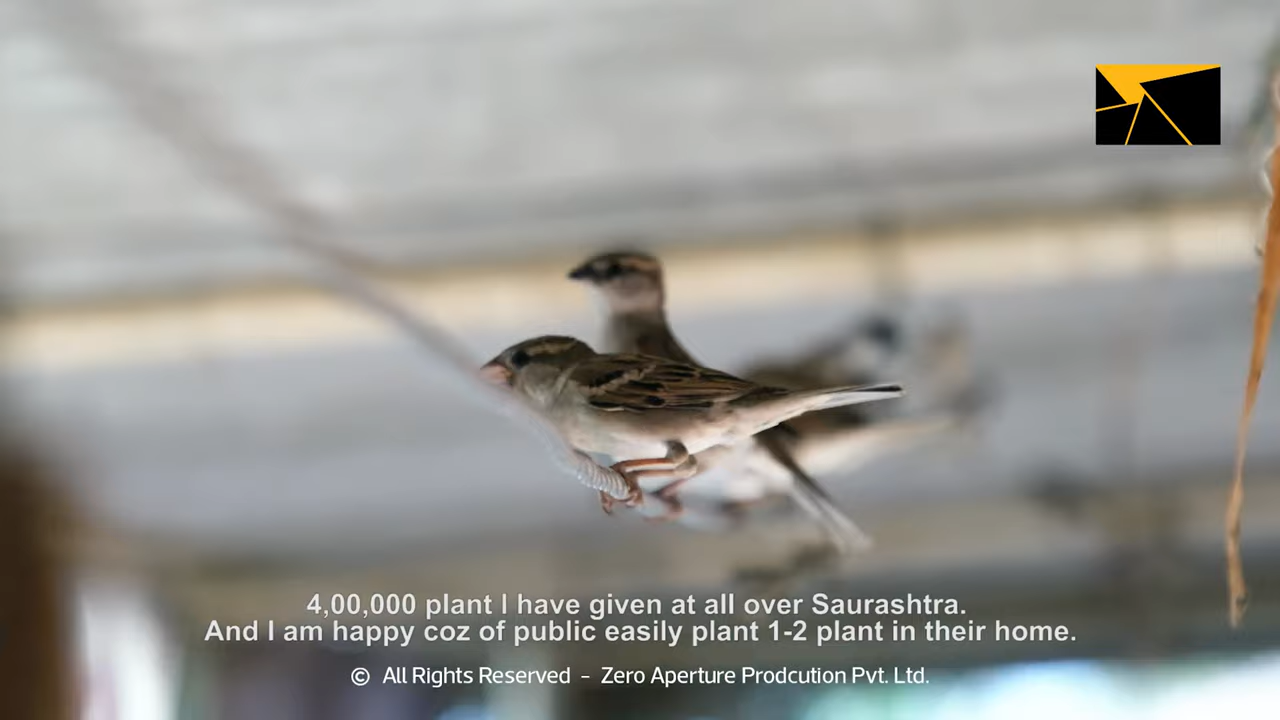 4,00,000 plant I have given at all over Saurashtra.
And I am happy coz of public easily plant 1-2 plant in their home.
© All Rights Reserved - Zero Aperture Prodcution Pvt. Ltd.